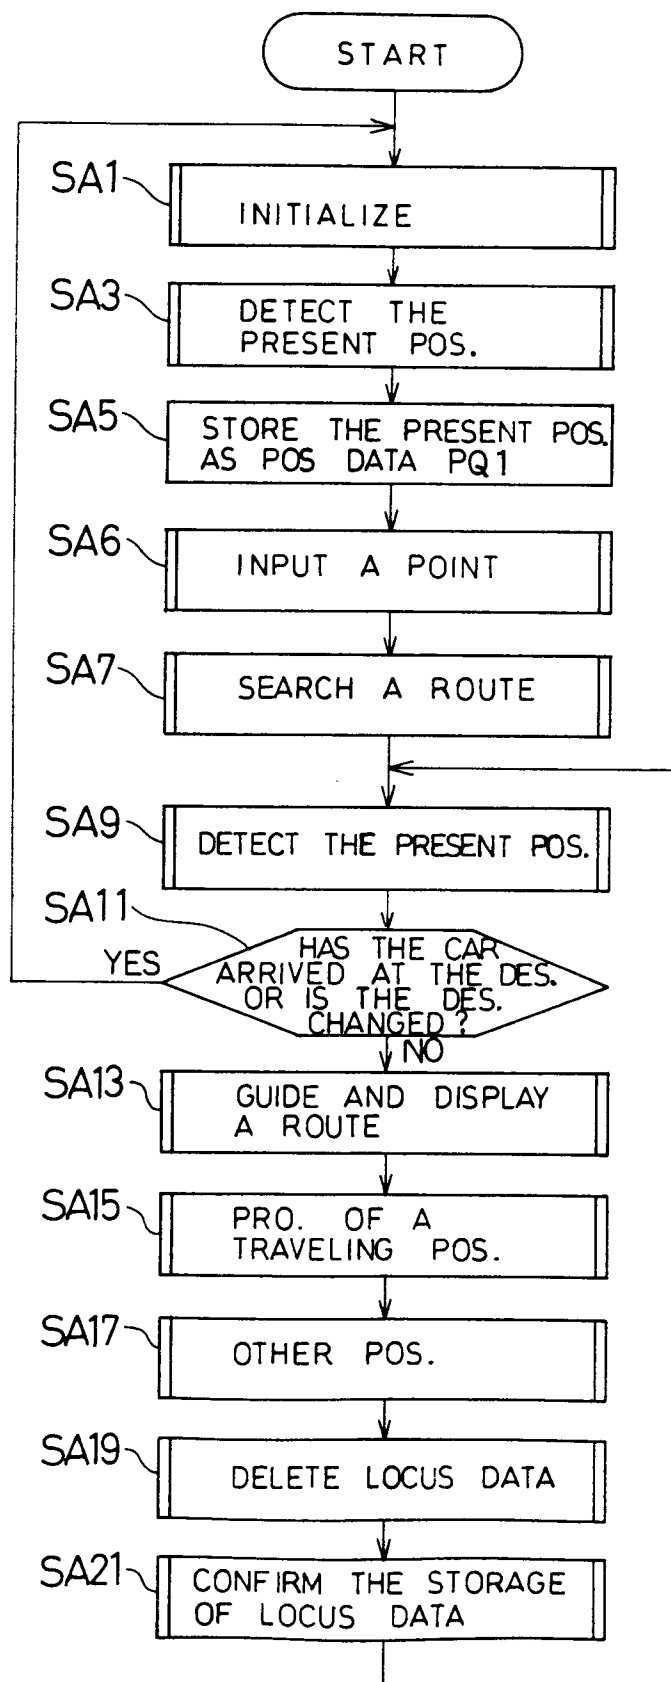 START
SA1
INITIALIZE
SA3
DETECT THE
PRESENT POS.
SA5
STORE THE PRESENT POS.
AS POS DATA PQ1
SA6
INPUT A POINT
SA7
SEARCH A ROUTE
SA9
DETECT THE PRESENT POS.
SA11
YES
HAS THE CAR
ARRIVED AT THE DES.
OR IS THE DES.
CHANGED?
NO
SA13
GUIDE AND DISPLAY
A ROUTE
SA15
PRO. OF A
TRAVELING POS.
SA17
OTHER POS.
SA19
DELETE LOCUS DATA
SA21
CONFIRM THE STORAGE
OF LOCUS DATA